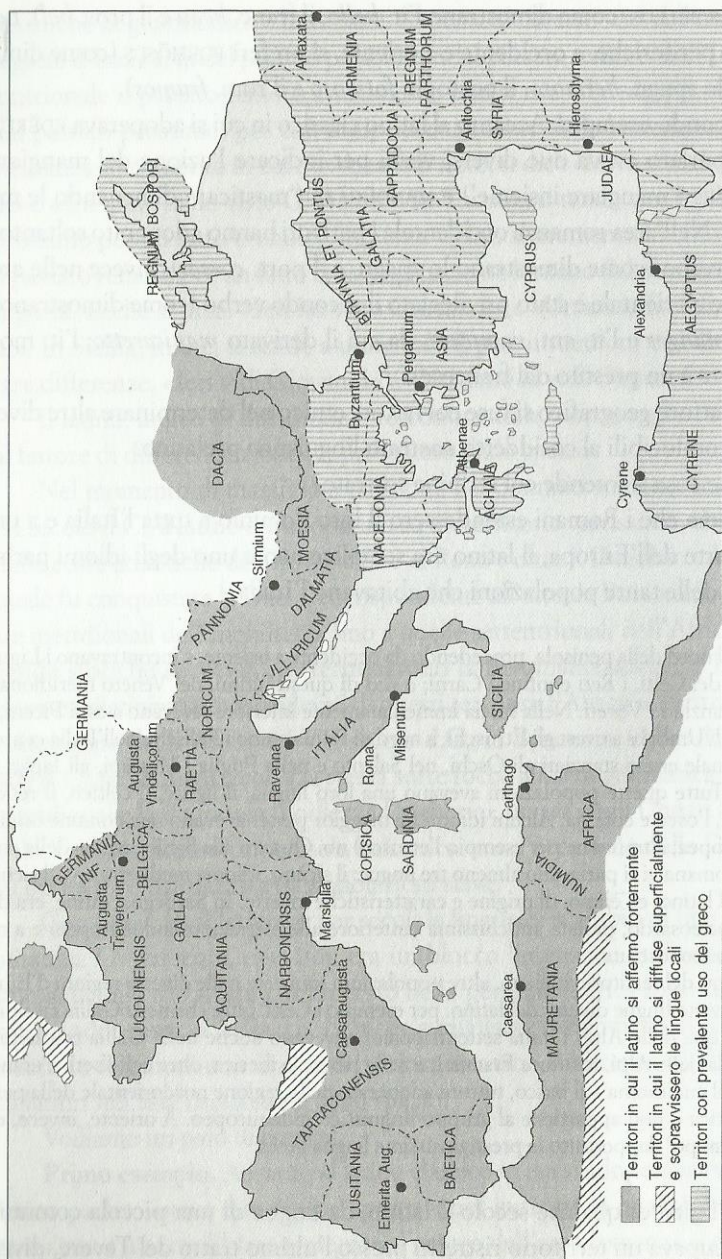 GERMANIA
GERMANIA
INF.
Augusta
Treverorum
BELGICA
LUGDUNENSIS
GALLIA
AQUITANIA
NARBONENSIS
Marsiglia
Augusta
Vindelicorum
RAETIA
NORICUM
PANNONIA
Sirmium
DACIA
MOESIA
ILLYRICUM
DALMATIA
REGNUM BOSPORI
Artaxata
ARMENIA
REGNUM
PARTHORUM
BITHYNI ET PONTUS
GALATIA
CAPPADONIA
Byzantium
Pergamum
ASIA
MACEDONIA
Athenae
ACHAIA
Antiochia
SYRIA
CYPRUS
Hierosolyma
JUDAEA
Alexandria
AEGYPTUS
Cyrene
CYRENE
Ravenna
ITALIA
Roma
Misenum
CORSICA
SARDINIA
SICILIA
Caesaraugusta
TARRACONENSIS
LUSITANIA
Emerita Aug.
BAETICA
Carthago
AFRICA
NUMIDIA
Caesarea
MAURETANIA
Territori in cui il latino si affermò fortemente
Territori in cui il latino si diffuse superficialmente
e sopravvissero le lingue locali
Territori con prevalente uso del greco